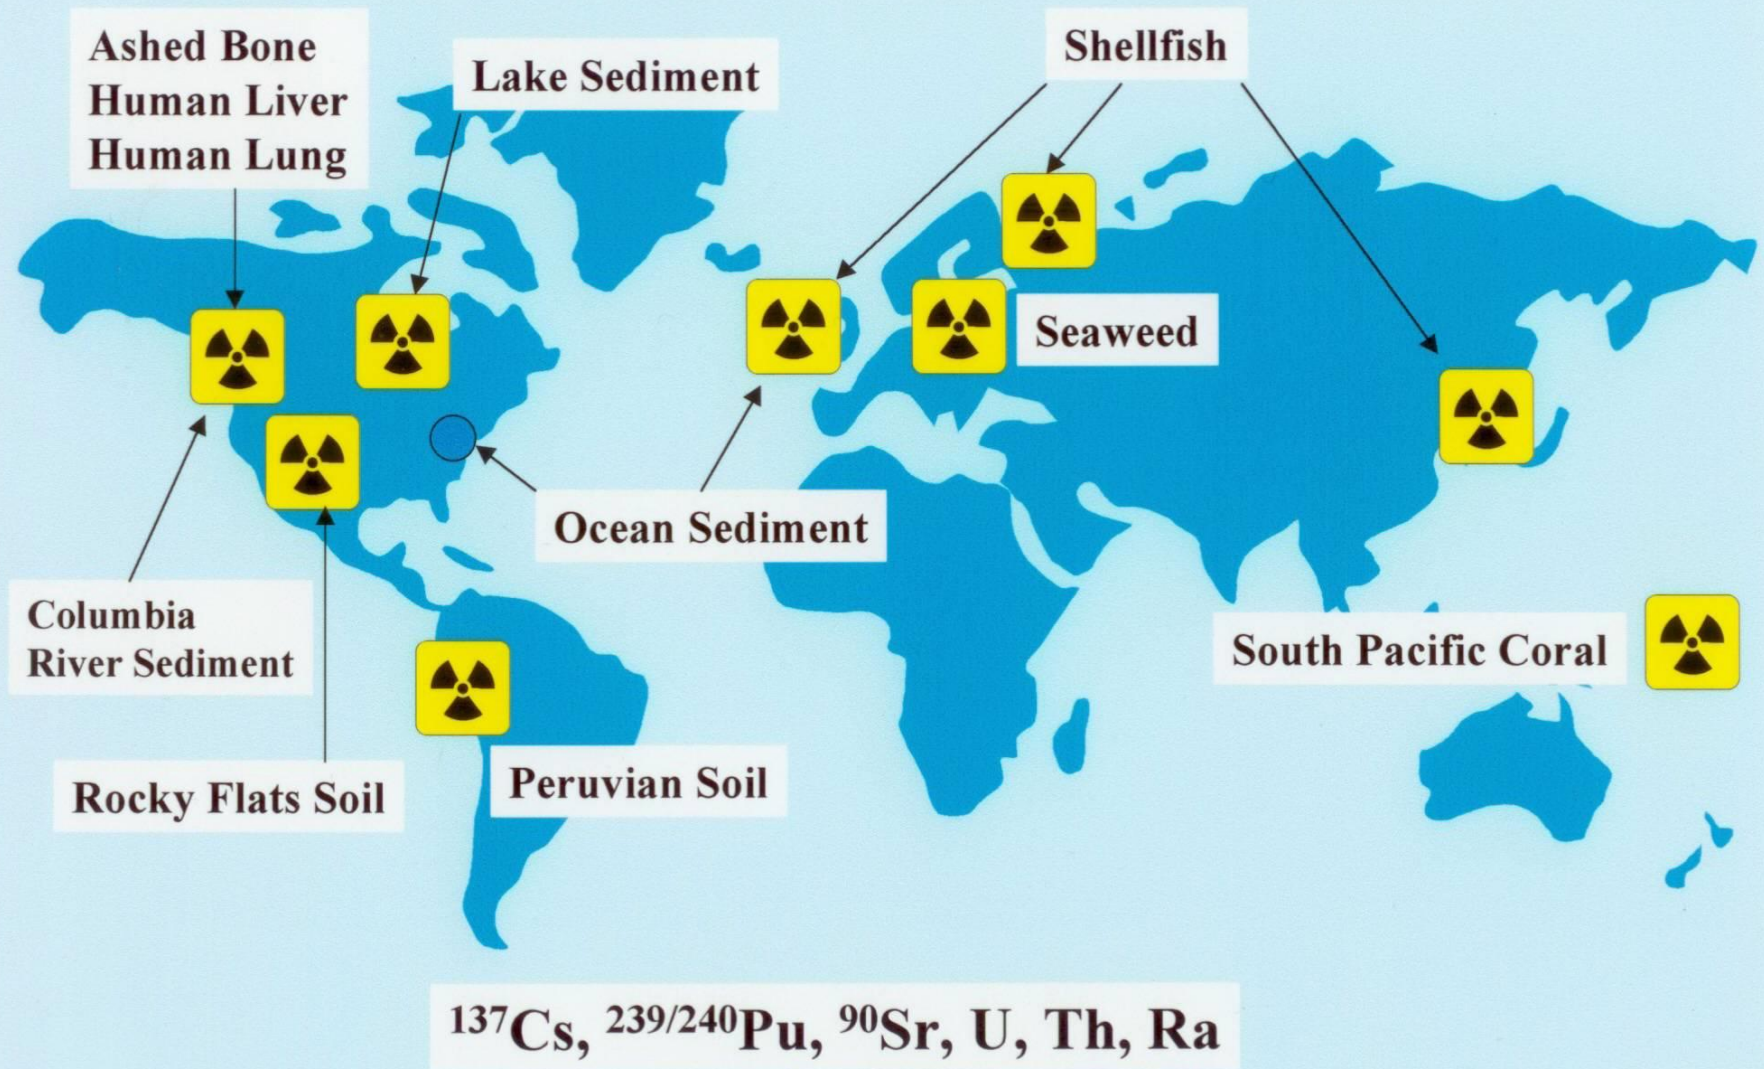 Ashed Bone
Human Liver
Human Lung
Lake Sediment
Shellfish
Seaweed
Ocean Sediment
Columbia
River Sediment
South Pacific Coral
Rocky Flats Soil
Peruvian Soil
¹³⁷Cs, ²³⁹/²⁴⁰Pu, ⁹⁰Sr, U, Th, Ra